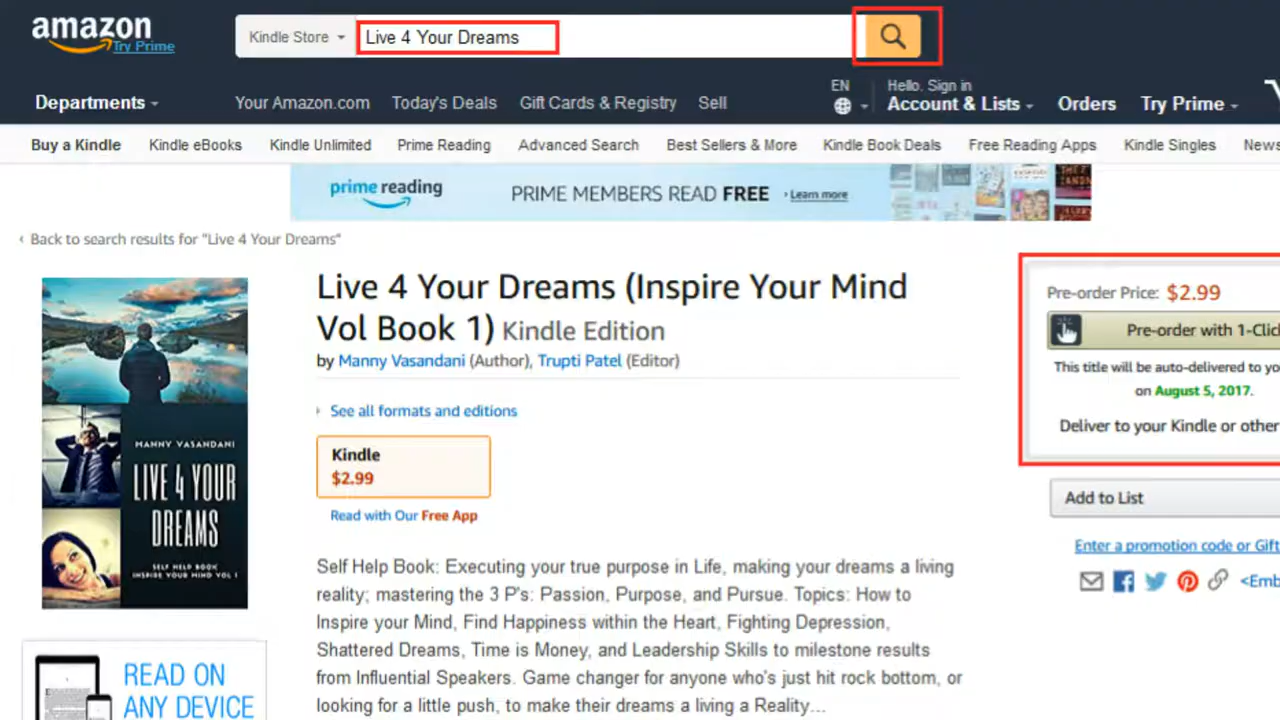 amazon
Try Prime
Kindle Store
Live 4 Your Dreams
EN
Hello. Sign in
Departments
Your Amazon.com
Today's Deals
Gift Cards & Registry
Sell
Account & Lists
Orders
Try Prime
Buy a Kindle
Kindle eBooks
Kindle Unlimited
Prime Reading
Advanced Search
Best Sellers & More
Kindle Book Deals
Free Reading Apps
Kindle Singles
News
prime reading
PRIME MEMBERS READ FREE
Learn more
‹ Back to search results for "Live 4 Your Dreams"
MANNY VASANDANI
LIVE 4 YOUR
DREAMS
SELF HELP BOOK
INSPIRE YOUR MIND VOL 1
READ ON
ANY DEVICE
Live 4 Your Dreams (Inspire Your Mind
Vol Book 1) Kindle Edition
by Manny Vasandani (Author), Trupti Patel (Editor)
See all formats and editions
Kindle
$2.99
Read with Our Free App
Self Help Book: Executing your true purpose in Life, making your dreams a living
reality; mastering the 3 P's: Passion, Purpose, and Pursue. Topics: How to
Inspire your Mind, Find Happiness within the Heart, Fighting Depression,
Shattered Dreams, Time is Money, and Leadership Skills to milestone results
from Influential Speakers. Game changer for anyone who's just hit rock bottom, or
looking for a little push, to make their dreams a living a Reality...
Pre-order Price: $2.99
Pre-order with 1-Clic
This title will be auto-delivered to yo
on August 5, 2017.
Deliver to your Kindle or other
Add to List
Enter a promotion code or Gift
<Emb